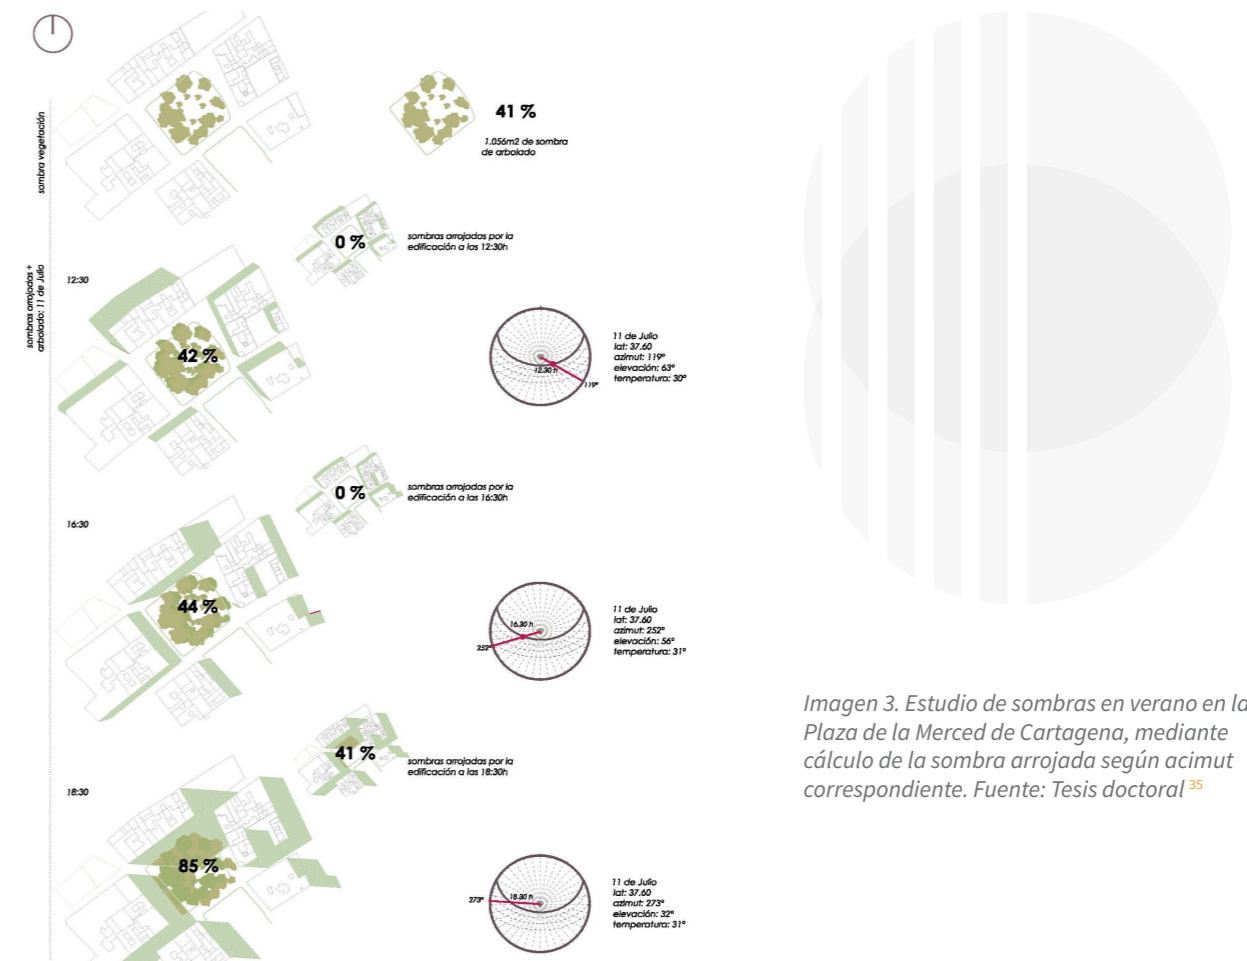 sombra vegetación
41 %
1.056m2 de sombra
de arbolado
sombras arrojadas +
arbolado: 11 de Julio
12:30
0 %
sombras arrojadas por la
edificación a las 12:30h
42 %
12.30 h
119º
11 de Julio
lat: 37.60
azimut: 119º
elevación: 63º
temperatura: 30º
16:30
0 %
sombras arrojadas por la
edificación a las 16:30h
44 %
16.30 h
252º
11 de Julio
lat: 37.60
azimut: 252º
elevación: 56º
temperatura: 31º
18:30
41 %
sombras arrojadas por la
edificación a las 18:30h
85 %
273º
18.30 h
11 de Julio
lat: 37.60
azimut: 273º
elevación: 32º
temperatura: 31º
Imagen 3. Estudio de sombras en verano en la
Plaza de la Merced de Cartagena, mediante
cálculo de la sombra arrojada según acimut
correspondiente. Fuente: Tesis doctoral 35